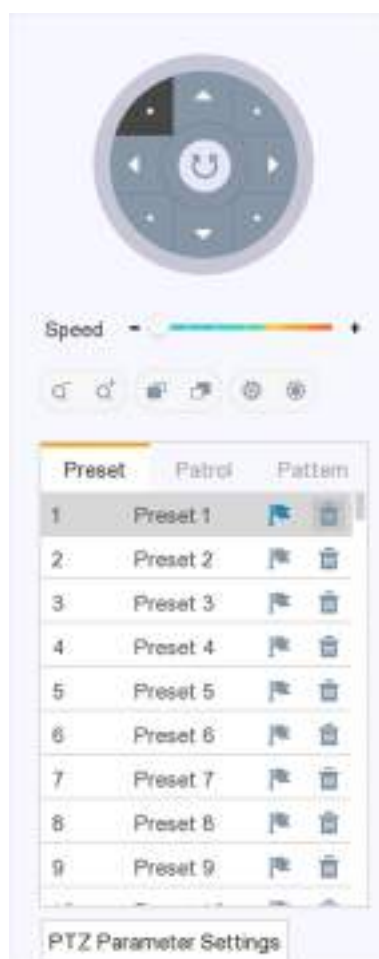 Speed - +
Preset Patrol Pattern
1 Preset 1
2 Preset 2
3 Preset 3
4 Preset 4
5 Preset 5
6 Preset 6
7 Preset 7
8 Preset 8
9 Preset 9
PTZ Parameter Settings